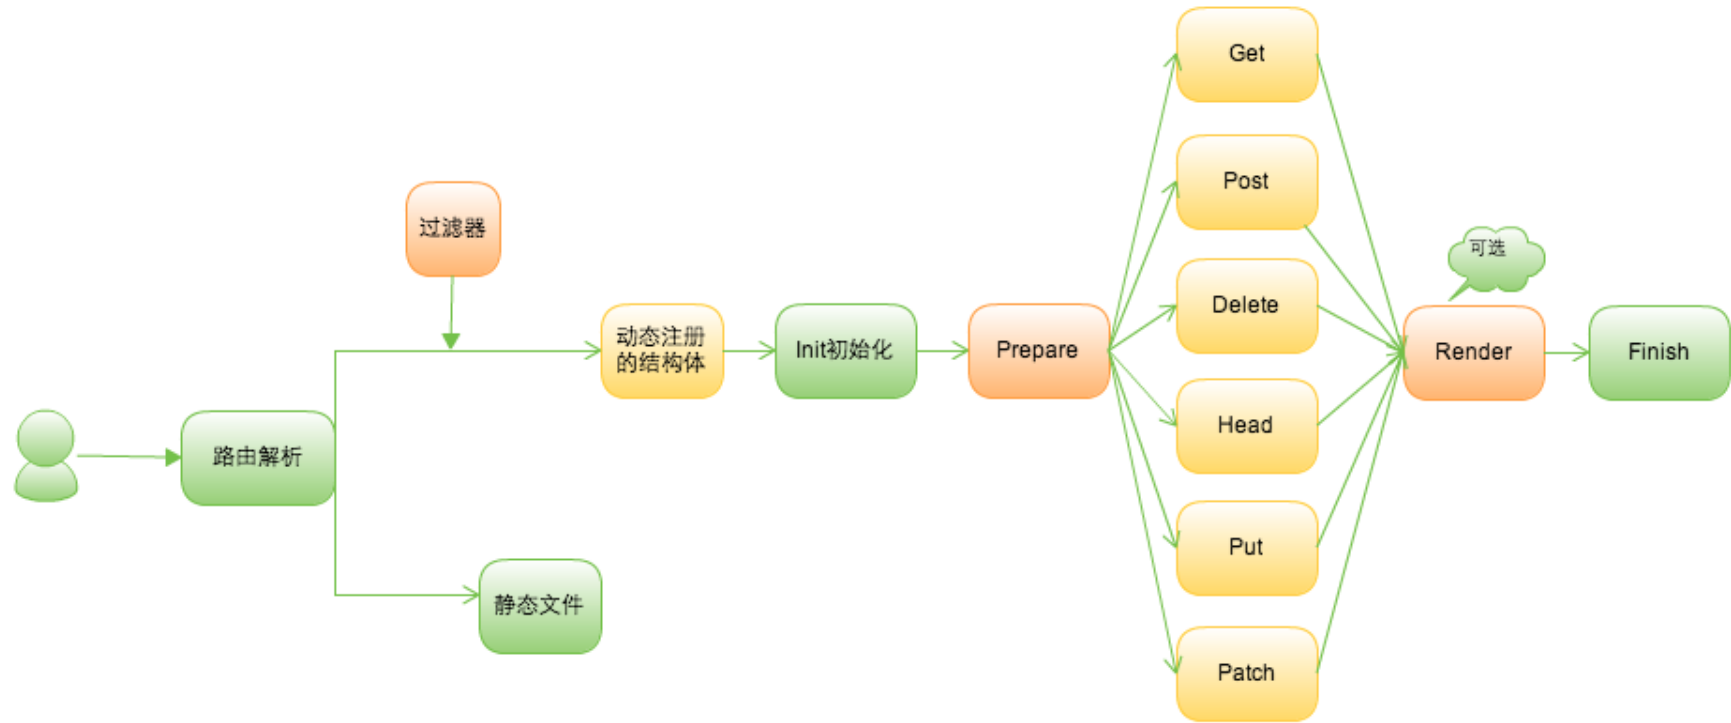 路由解析
过滤器
静态文件
动态注册
的结构体
Init初始化
Prepare
Get
Post
Delete
Head
Put
Patch
可选
Render
Finish